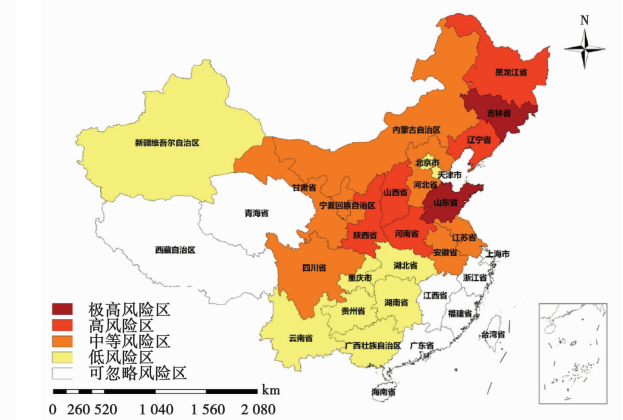 N
黑龙江省
吉林省
辽宁省
内蒙古自治区
新疆维吾尔自治区
北京市
天津市
河北省
甘肃省
山西省
宁夏回族自治区
山东省
青海省
陕西省
河南省
江苏省
西藏自治区
安徽省
上海市
四川省
湖北省
重庆市
浙江省
湖南省
江西省
贵州省
福建省
云南省
广西壮族自治区
广东省
台湾省
海南省
极高风险区
高风险区
中等风险区
低风险区
可忽略风险区
km
0 260 520 1 040 1 560 2 080